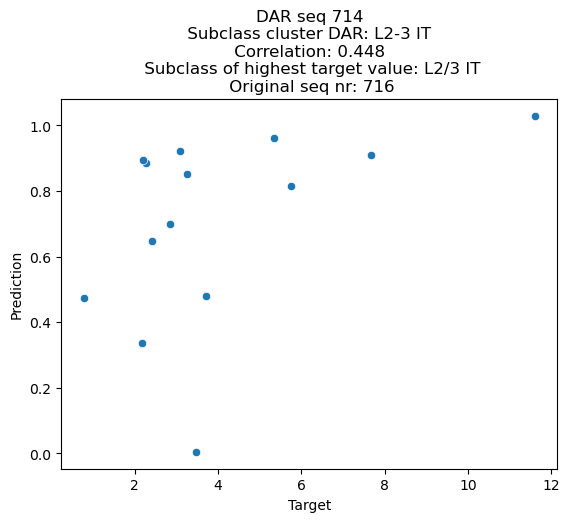 DAR seq 714
Subclass cluster DAR: L2-3 IT
Correlation: 0.448
Subclass of highest target value: L2/3 IT
Original seq nr: 716
1.0
0.8
0.6
0.4
0.2
0.0
Prediction
2
4
6
8
10
12
Target